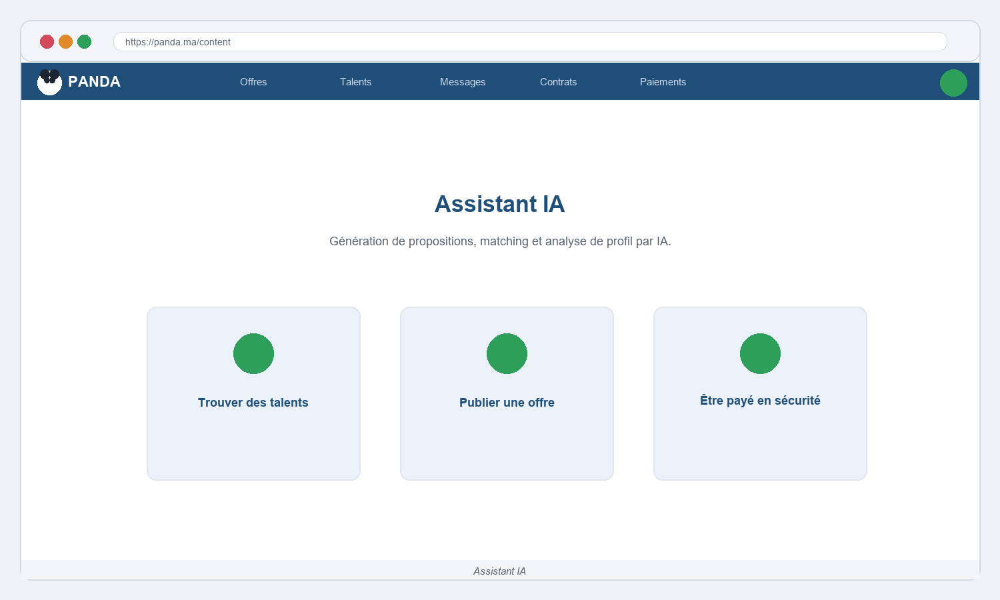 https://panda.ma/content
PANDA
Offres
Talents
Messages
Contrats
Paiements
Assistant IA
Génération de propositions, matching et analyse de profil par IA.
Trouver des talents
Publier une offre
Être payé en sécurité
Assistant IA